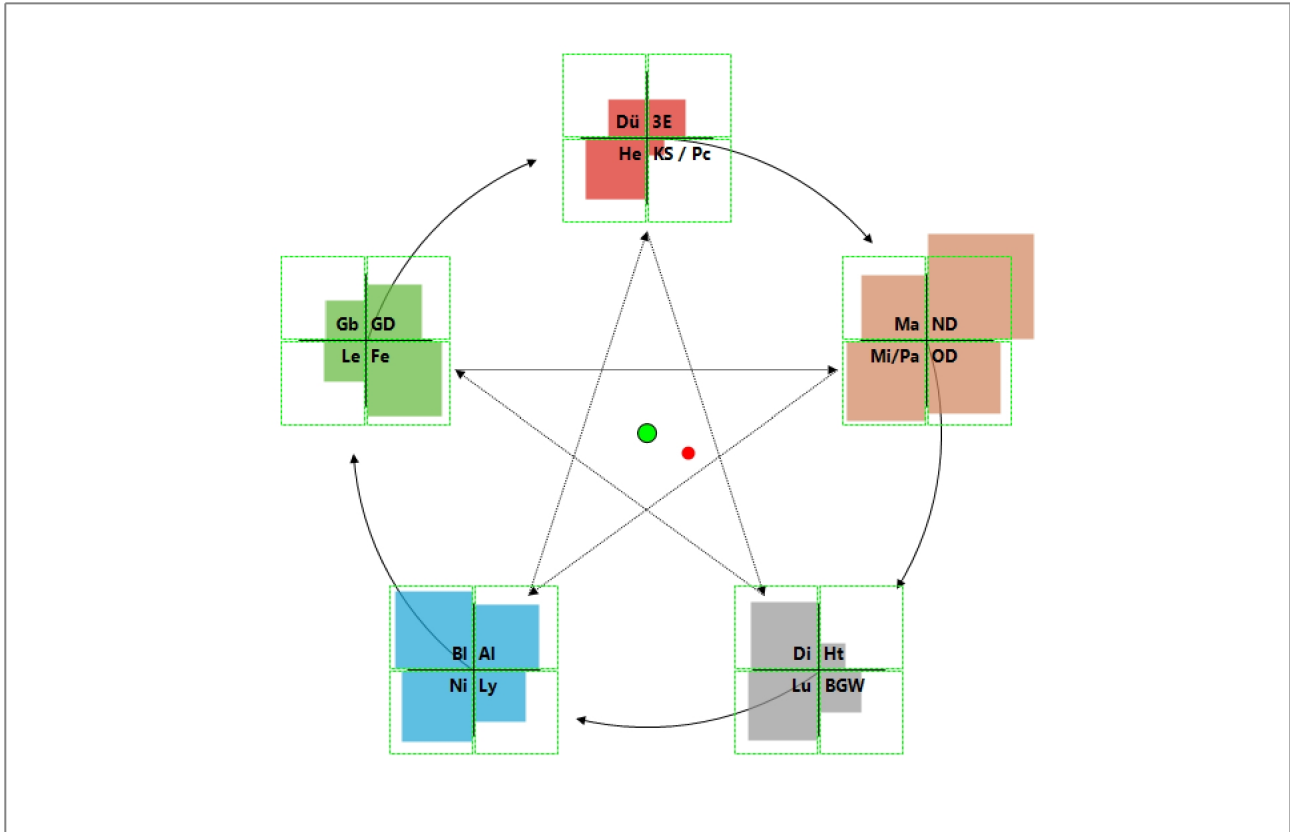 Dü 3E
He KS / Pc
Gb GD
Le Fe
Ma ND
Mi/Pa OD
Bl Al
Ni Ly
Di Ht
Lu BGW